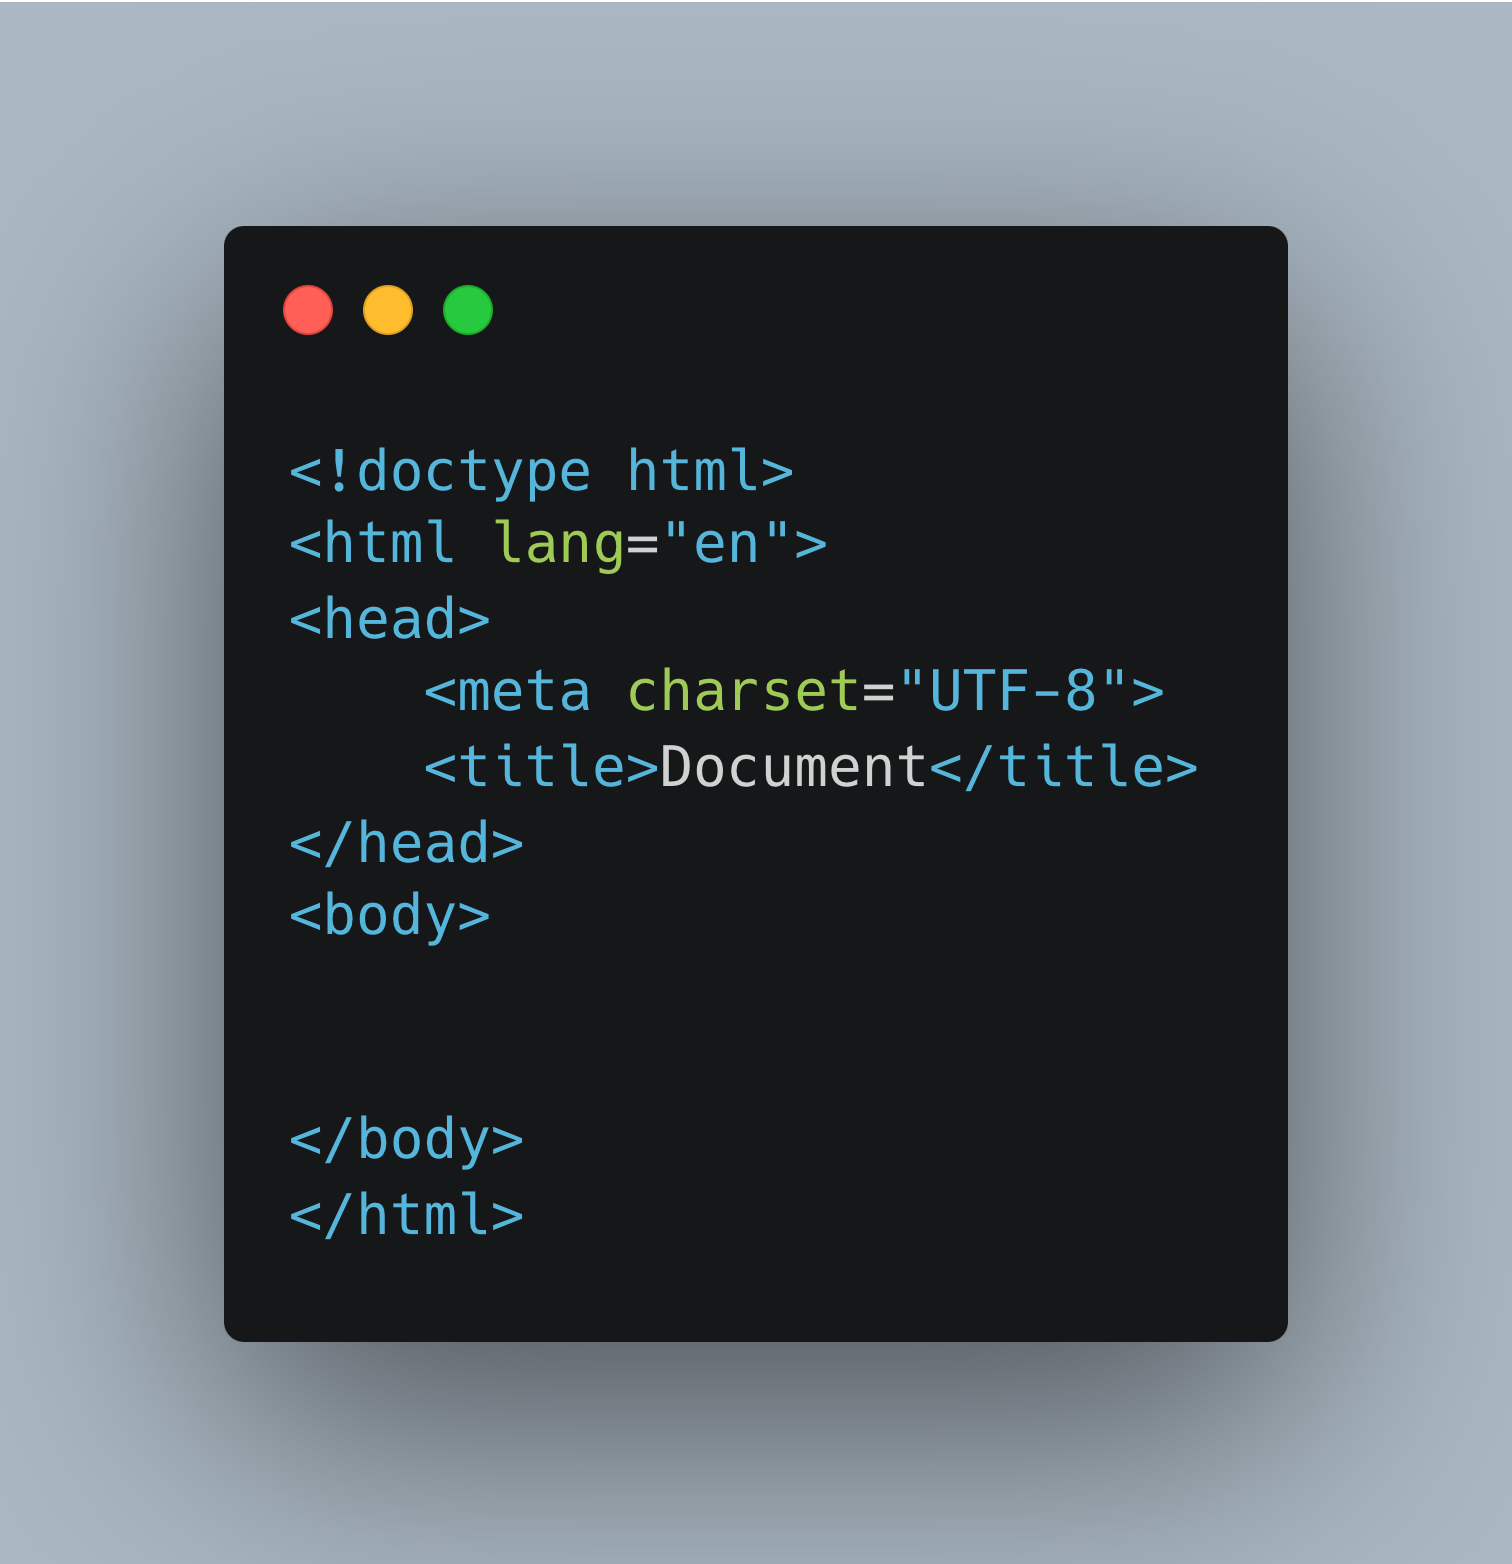 <!doctype html>
<html lang="en">
<head>
    <meta charset="UTF-8">
    <title>Document</title>
</head>
<body>
</body>
</html>